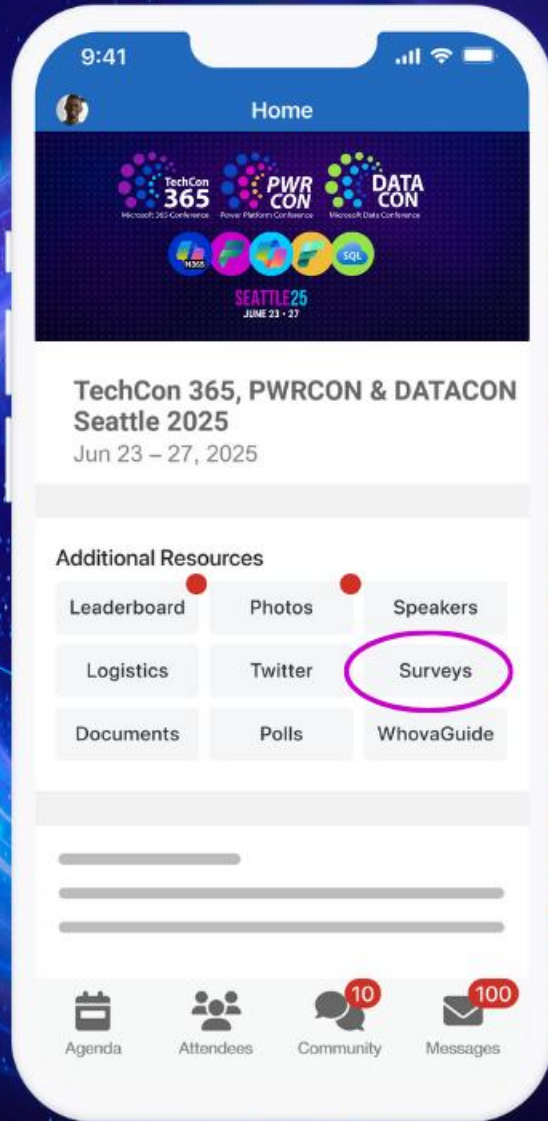 9:41
Home
TechCon
365
Microsoft 365 Conference
PWR
CON
Power Platform Conference
DATA
CON
Microsoft Data Conference
M365
SQL
SEATTLE25
JUNE 23 - 27
TechCon 365, PWRCON & DATACON
Seattle 2025
Jun 23 – 27, 2025
Additional Resources
Leaderboard Photos Speakers
Logistics Twitter Surveys
Documents Polls WhovaGuide
10 100
Agenda Attendees Community Messages